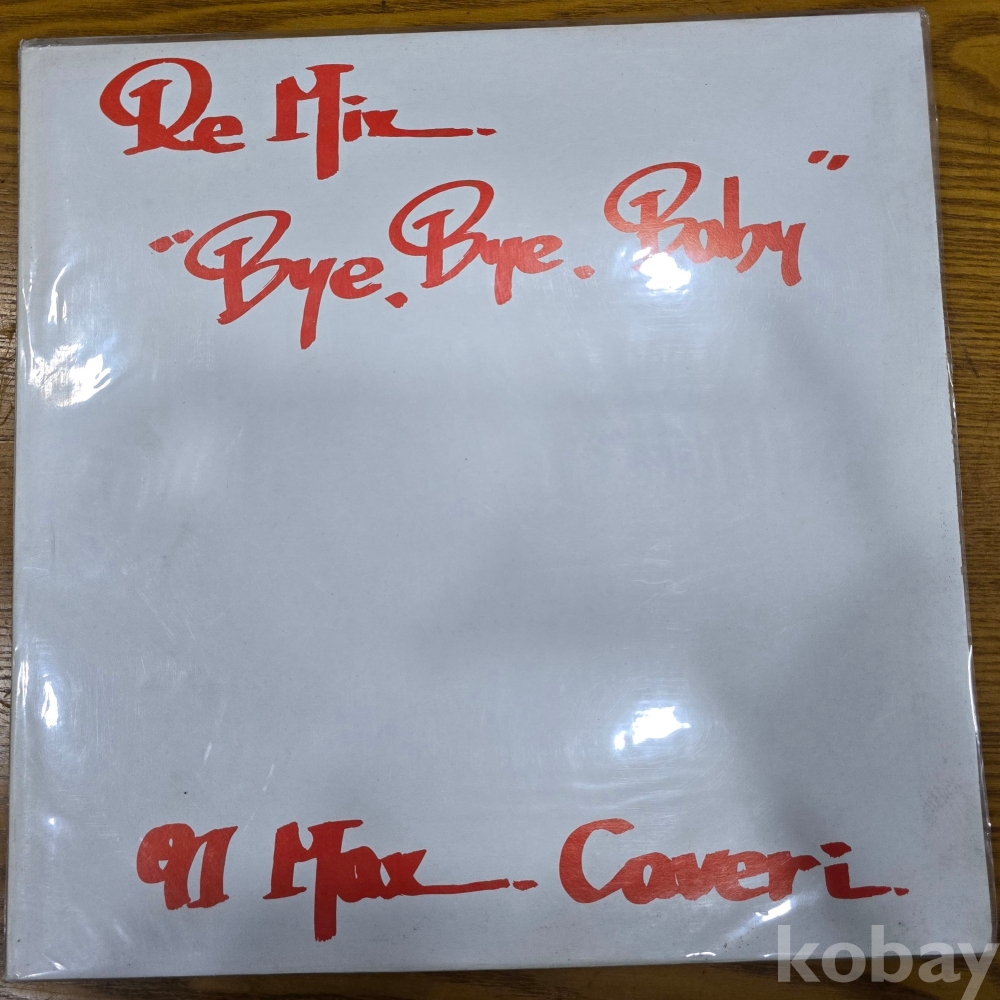 Re Mix
"Bye. Bye. Baby"
91 Max Coveri.
kobay